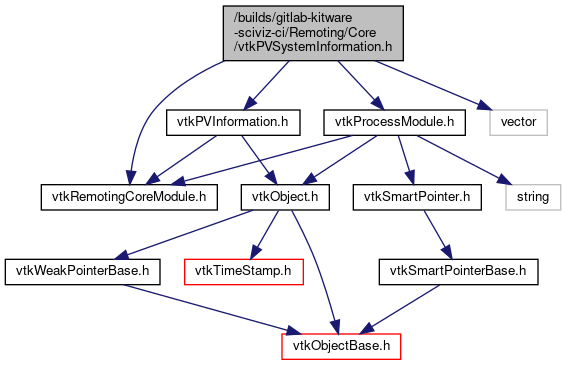 /builds/gitlab-kitware
-sciviz-ci/Remoting/Core
/vtkPVSystemInformation.h
vtkPVInformation.h
vtkProcessModule.h
vector
vtkRemotingCoreModule.h
vtkObject.h
vtkSmartPointer.h
string
vtkWeakPointerBase.h
vtkTimeStamp.h
vtkSmartPointerBase.h
vtkObjectBase.h